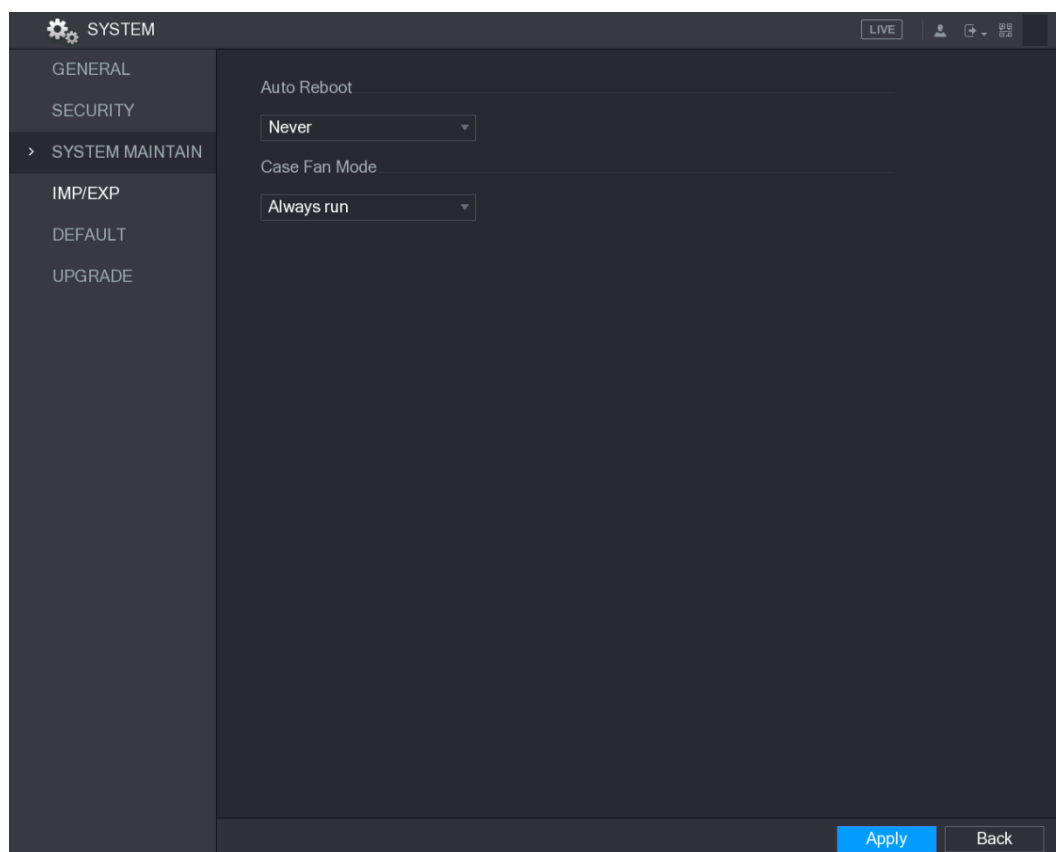 SYSTEM
LIVE
GENERAL
SECURITY
> SYSTEM MAINTAIN
IMP/EXP
DEFAULT
UPGRADE
Auto Reboot
Never
Case Fan Mode
Always run
Apply
Back